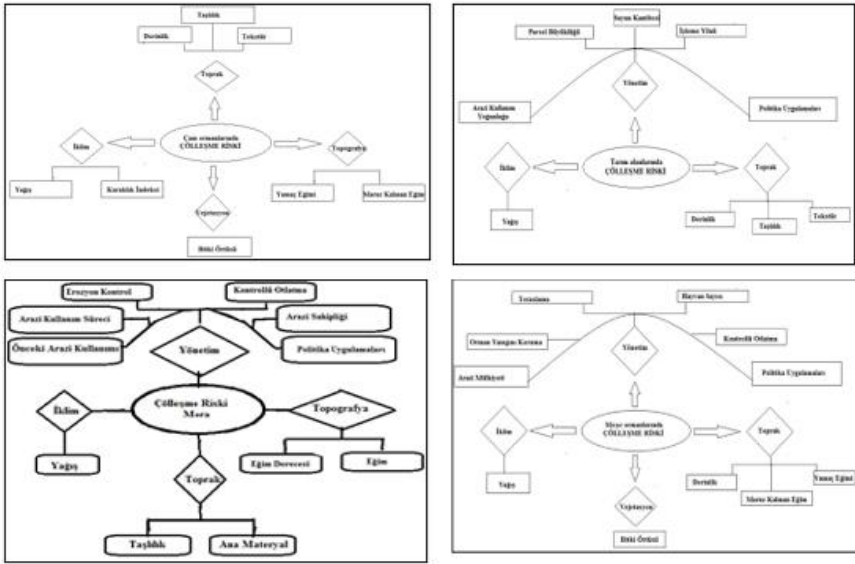 Taşlılık
Derinlik
Tekstür
Toprak
İklim
Çam ormanlarında
ÇÖLLEŞME RİSKİ
Topografya
Yağış
Kuraklık İndeksi
Yamaç Eğimi
Maruz Kalınan Eğim
Vejetasyon
Bitki Örtüsü
Parsel Büyüklüğü
İşleme Yönü
Yönetim
Arazi Kullanım
Yoğunluğu
Politika Uygulamaları
İklim
Tarım alanlarında
ÇÖLLEŞME RİSKİ
Toprak
Yağış
Derinlik
Taşlılık
Tekstür
Erozyon Kontrol
Kontrollü Otlatma
Arazi Kullanım Süreci
Arazi Sahipliği
Önceki Arazi Kullanımı
Yönetim
Politika Uygulamaları
İklim
Çölleşme Riski
Mera
Topografya
Yağış
Eğim Derecesi
Eğim
Toprak
Taşlılık
Ana Materyal
Teraslama
Hayvan Sayısı
Orman Yangını Koruma
Yönetim
Kontrollü Otlatma
Arazi Mülkiyeti
Politika Uygulamaları
İklim
Meşe ormanlarında
ÇÖLLEŞME RİSKİ
Toprak
Yağış
Derinlik
Maruz Kalınan Eğim
Yamaç Eğimi
Vejetasyon
Bitki Örtüsü